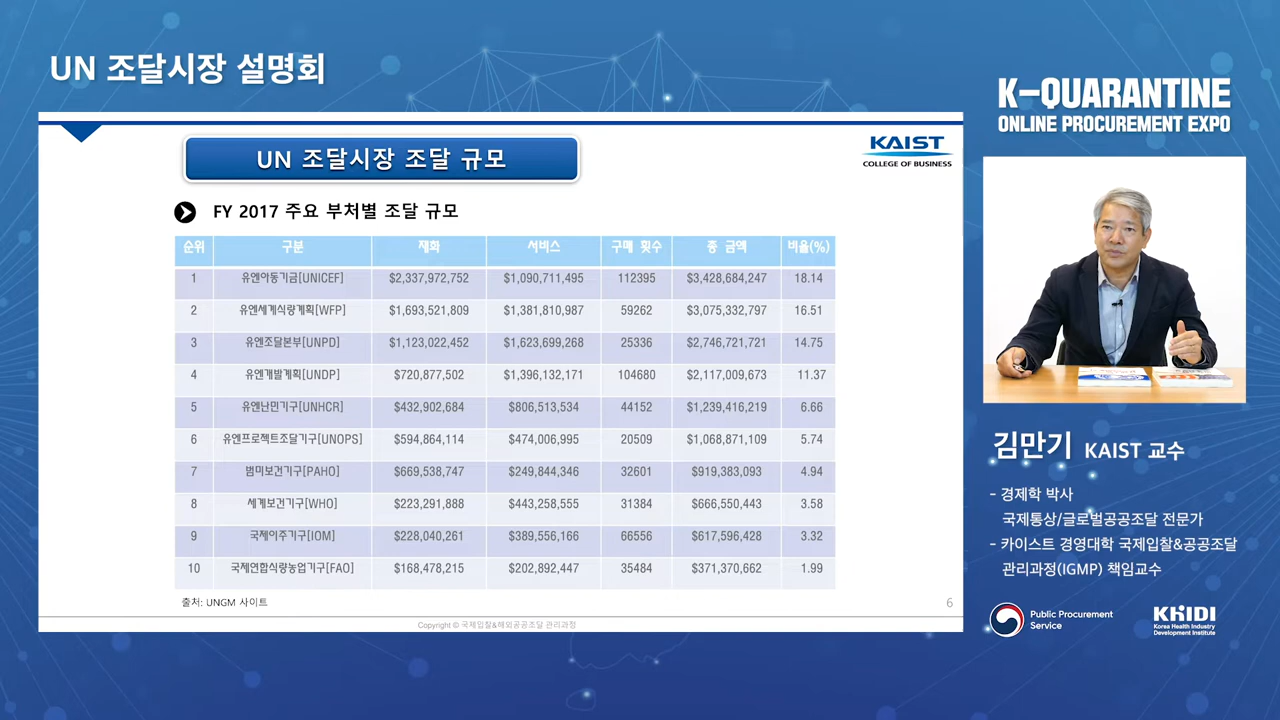 UN 조달시장 설명회
K-QUARANTINE
ONLINE PROCUREMENT EXPO
UN 조달시장 조달 규모
KAIST
COLLEGE OF BUSINESS
FY 2017 주요 부처별 조달 규모
순위 구분 재화 서비스 구매 횟수 총 금액 비율(%)
1 유엔아동기금[UNICEF] $2,337,972,752 $1,090,711,495 112395 $3,428,684,247 18.14
2 유엔세계식량계획[WFP] $1,693,521,809 $1,381,810,987 59262 $3,075,332,797 16.51
3 유엔조달본부[UNPD] $1,123,022,452 $1,623,699,268 25336 $2,746,721,721 14.75
4 유엔개발계획[UNDP] $720,877,502 $1,396,132,171 104680 $2,117,009,673 11.37
5 유엔난민기구[UNHCR] $432,902,684 $806,513,534 44152 $1,239,416,219 6.66
6 유엔프로젝트조달기구[UNOPS] $594,864,114 $474,006,995 20509 $1,068,871,109 5.74
7 범미보건기구[PAHO] $669,538,747 $249,844,346 32601 $919,383,093 4.94
8 세계보건기구[WHO] $223,291,888 $443,258,555 31384 $666,550,443 3.58
9 국제이주기구[IOM] $228,040,261 $389,556,166 66556 $617,596,428 3.32
10 국제연합식량농업기구[FAO] $168,478,215 $202,892,447 35484 $371,370,662 1.99
출처: UNGM 사이트
6
Copyright © 국제입찰&해외공공조달 관리과정
김만기 KAIST 교수
- 경제학 박사
국제통상/글로벌공공조달 전문가
- 카이스트 경영대학 국제입찰&공공조달
관리과정(IGMP) 책임교수
Public Procurement
Service
KHIDI
Korea Health Industry
Development Institute